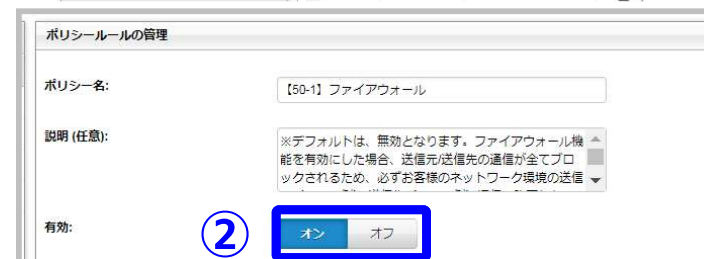 ポリシールールの管理
ポリシー名:
【50-1】ファイアウォール
説明 (任意):
※デフォルトは、無効となります。ファイアウォール機
能を有効にした場合、送信元/送信先の通信が全てブロ
ックされるため、必ずお客様のネットワーク環境の送信
有効:
②
オン
オフ